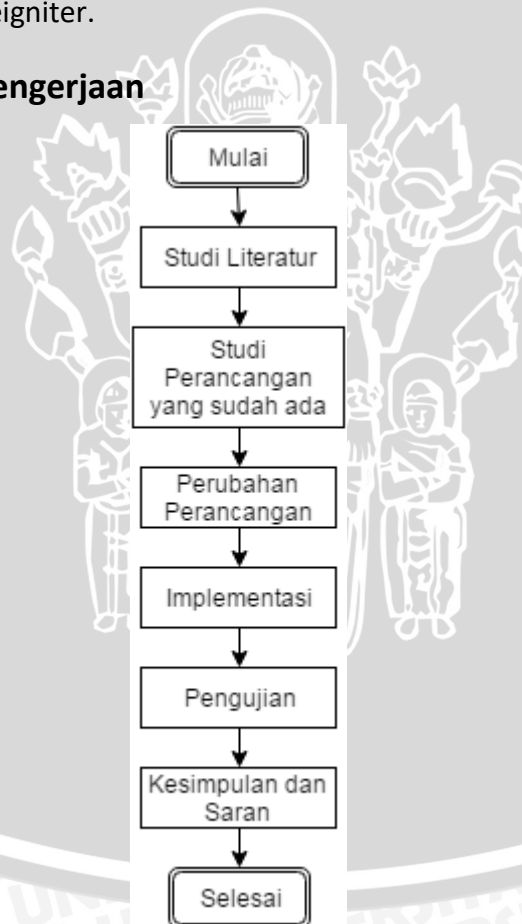 eigniter.
engerjaan
Mulai
Studi Literatur
Studi
Perancangan
yang sudah ada
Perubahan
Perancangan
Implementasi
Pengujian
Kesimpulan dan
Saran
Selesai